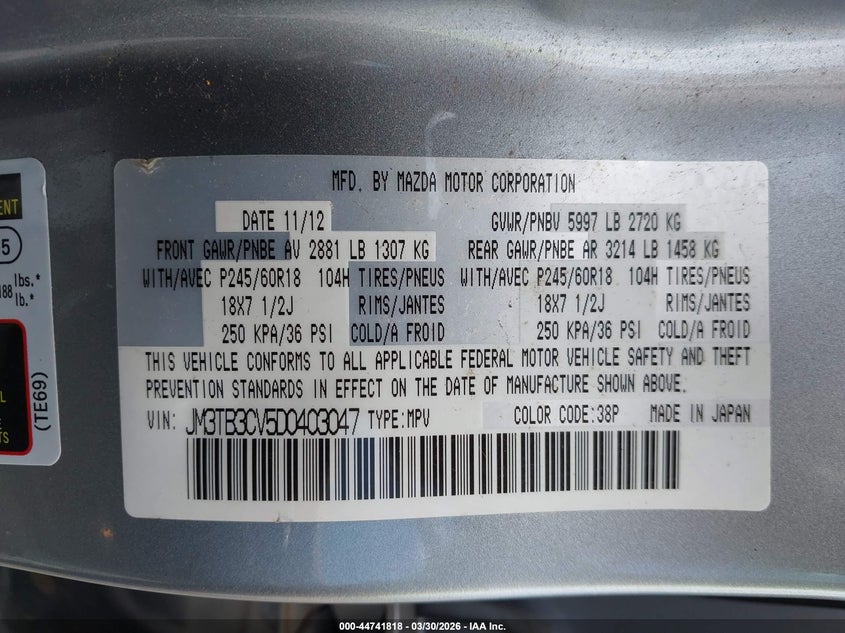 MFD. BY MAZDA MOTOR CORPORATION
DATE 11/12 GVWR/PNBV 5997 LB 2720 KG
FRONT GAWR/PNBE AV 2881 LB 1307 KG REAR GAWR/PNBE AR 3214 LB 1458 KG
WITH/AVEC P245/60R18 104H TIRES/PNEUS WITH/AVEC P245/60R18 104H TIRES/PNEUS
18X7 1/2J RIMS/JANTES 18X7 1/2J RIMS/JANTES
250 KPA/36 PSI COLD/A FROID 250 KPA/36 PSI COLD/A FROID
THIS VEHICLE CONFORMS TO ALL APPLICABLE FEDERAL MOTOR VEHICLE SAFETY AND THEFT
PREVENTION STANDARDS IN EFFECT ON THE DATE OF MANUFACTURE SHOWN ABOVE.
VIN: JM3TB3CV5D0403047 TYPE:MPV COLOR CODE:38P MADE IN JAPAN
lbs.*
lb.*
(TE69)
000-44741818 - 03/30/2026 - IAA Inc.